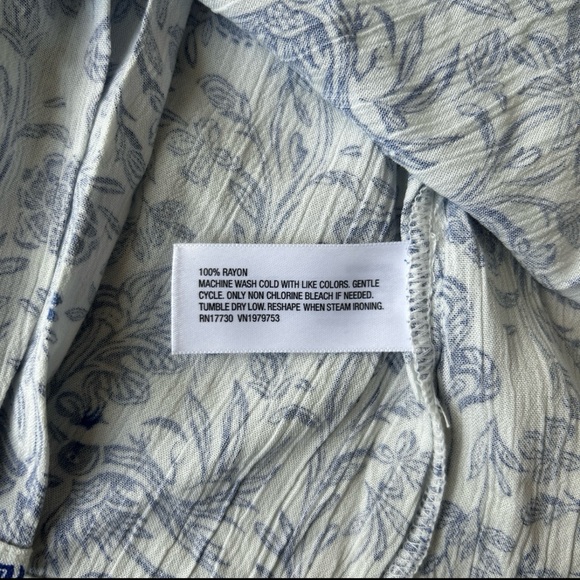 100% RAYON
MACHINE WASH COLD WITH LIKE COLORS. GENTLE
CYCLE. ONLY NON CHLORINE BLEACH IF NEEDED.
TUMBLE DRY LOW. RESHAPE WHEN STEAM IRONING.
RN17730 VN1979753